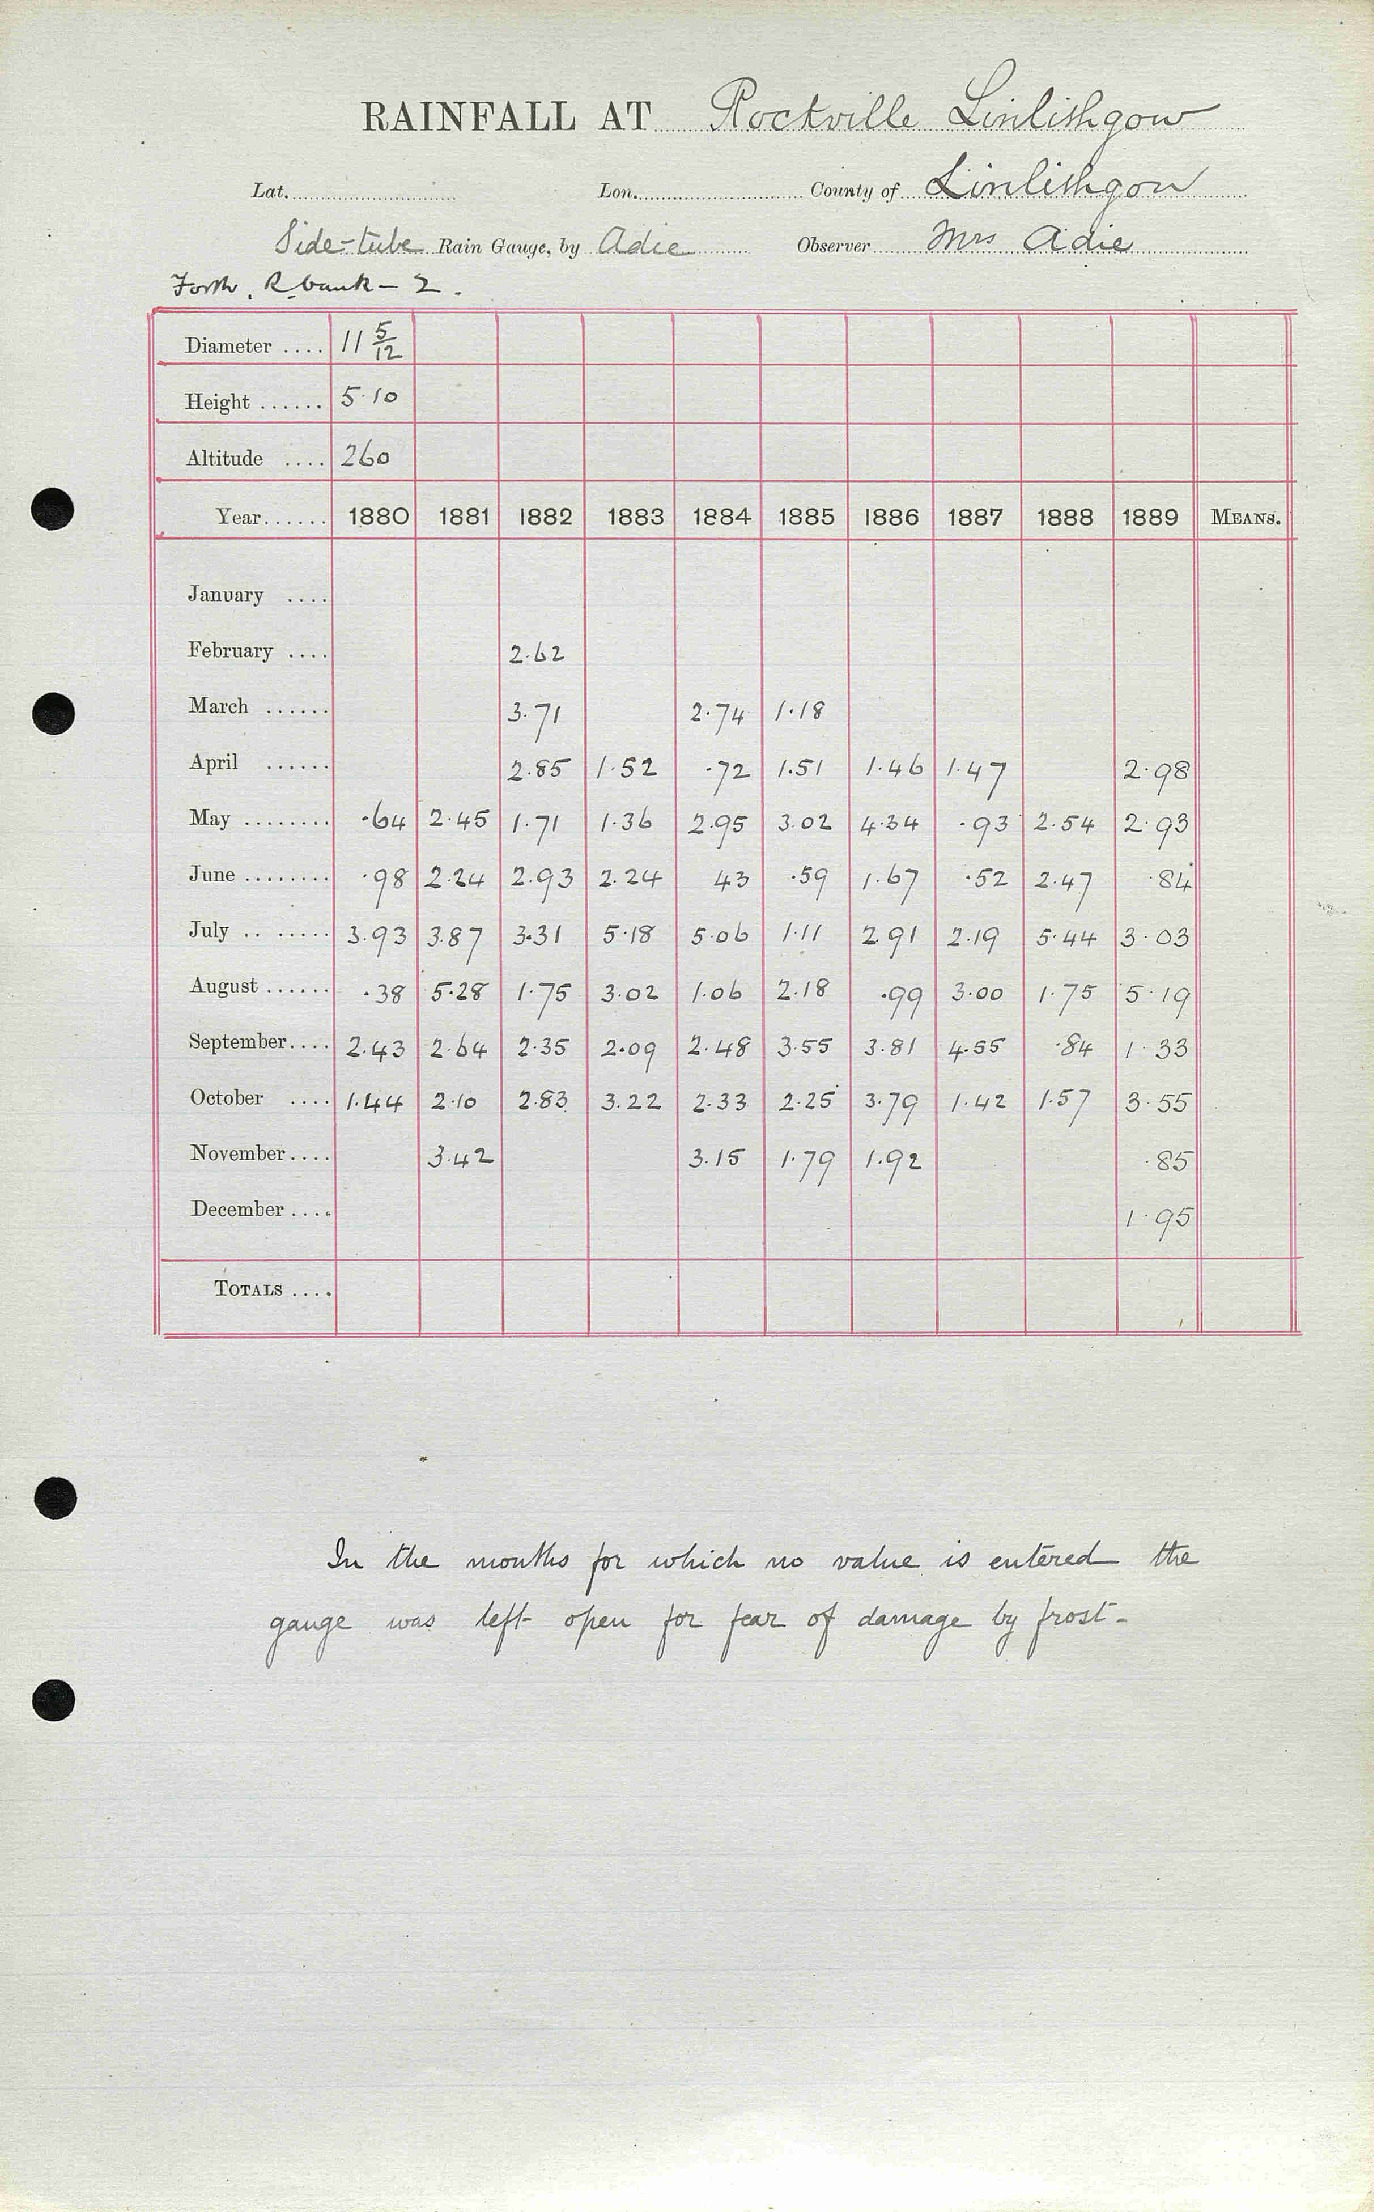 RAINFALL AT Rockville Linlithgow
Lat. Lon. County of Linlithgow
Side-tube Rain Gauge, by Adie Observer Mrs Adie
Forth. R. bank - 2.
Diameter .... 11 5/12
Height ...... 5.10
Altitude .... 260
Year...... 1880 1881 1882 1883 1884 1885 1886 1887 1888 1889 MEANS.
January ....
February .... 2.62
March ...... 3.71 2.74 1.18
April ...... 2.85 1.52 .72 1.51 1.46 1.47 2.98
May ........ .64 2.45 1.71 1.36 2.95 3.02 4.34 .93 2.54 2.93
June ........ .98 2.24 2.93 2.24 43 .59 1.67 .52 2.47 .84
July .. ..... 3.93 3.87 3.31 5.18 5.06 1.11 2.91 2.19 5.44 3.03
August ...... .38 5.28 1.75 3.02 1.06 2.18 .99 3.00 1.75 5.19
September.... 2.43 2.64 2.35 2.09 2.48 3.55 3.81 4.55 .84 1.33
October .... 1.44 2.10 2.83 3.22 2.33 2.25 3.79 1.42 1.57 3.55
November.... 3.42 3.15 1.79 1.92 .85
December .... 1.95
TOTALS ....
In the months for which no value is entered the
gauge was left open for fear of damage by frost-